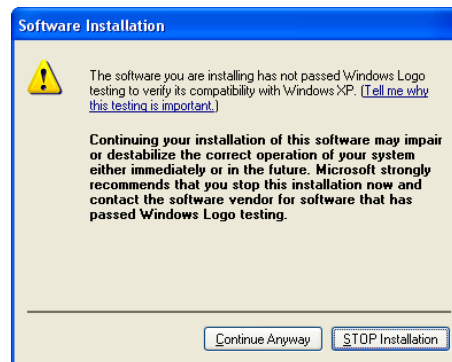 Software Installation
The software you are installing has not passed Windows Logo
testing to verify its compatibility with Windows XP. (Tell me why
this testing is important.)
Continuing your installation of this software may impair
or destabilize the correct operation of your system
either immediately or in the future. Microsoft strongly
recommends that you stop this installation now and
contact the software vendor for software that has
passed Windows Logo testing.
Continue Anyway STOP Installation